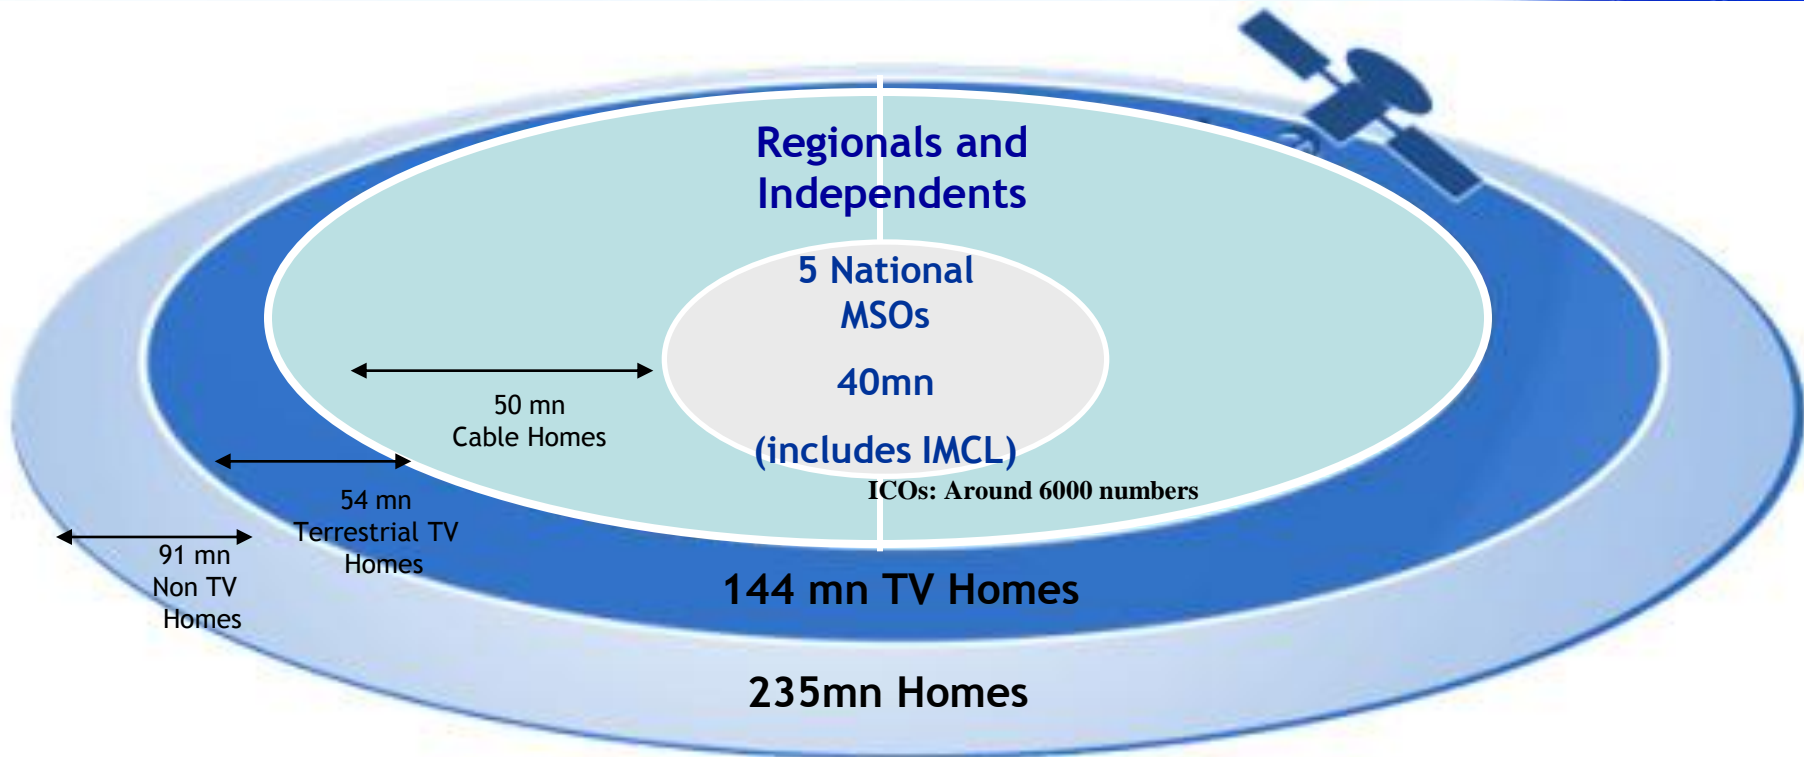 Regionals and
Independents
5 National
MSOs
40mn
(includes IMCL)
ICOs: Around 6000 numbers
50 mn
Cable Homes
54 mn
Terrestrial TV
Homes
91 mn
Non TV
Homes
144 mn TV Homes
235mn Homes